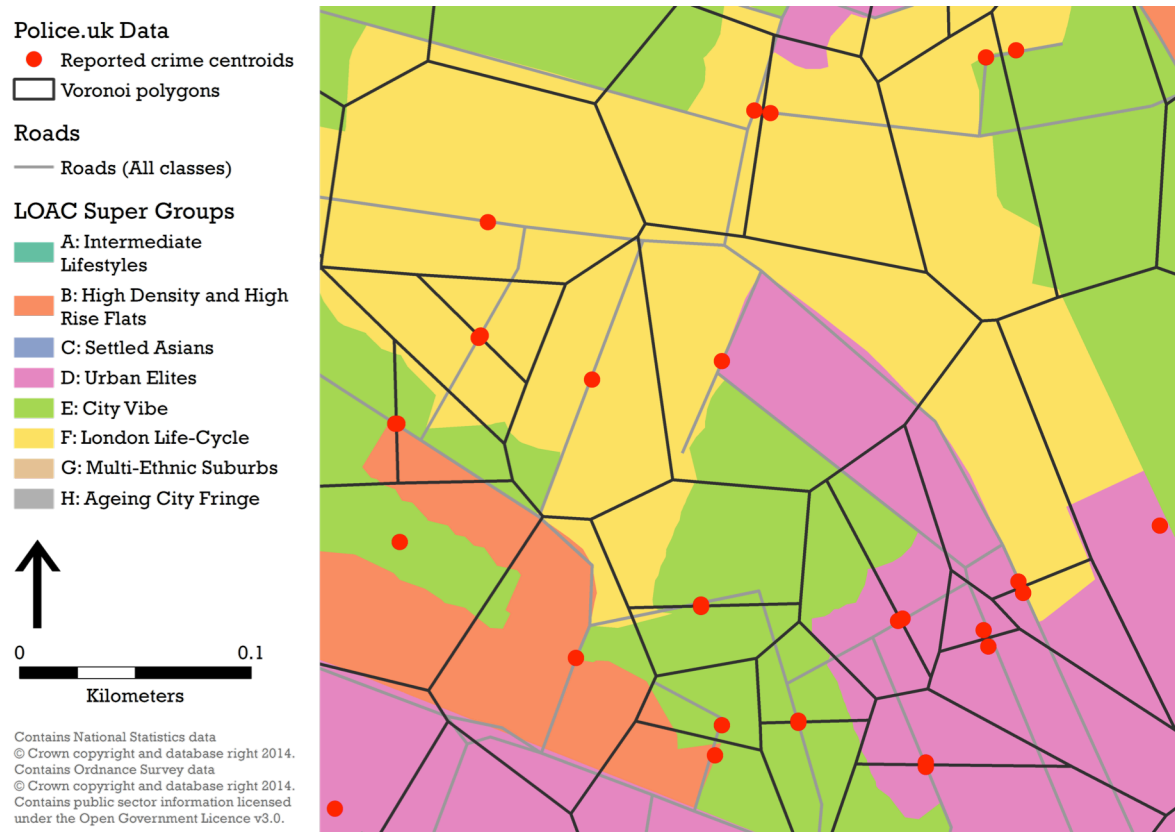 Police.uk Data
Reported crime centroids
Voronoi polygons
Roads
Roads (All classes)
LOAC Super Groups
A: Intermediate
Lifestyles
B: High Density and High
Rise Flats
C: Settled Asians
D: Urban Elites
E: City Vibe
F: London Life-Cycle
G: Multi-Ethnic Suburbs
H: Ageing City Fringe
0 0.1
Kilometers
Contains National Statistics data
© Crown copyright and database right 2014.
Contains Ordnance Survey data
© Crown copyright and database right 2014.
Contains public sector information licensed
under the Open Government Licence v3.0.